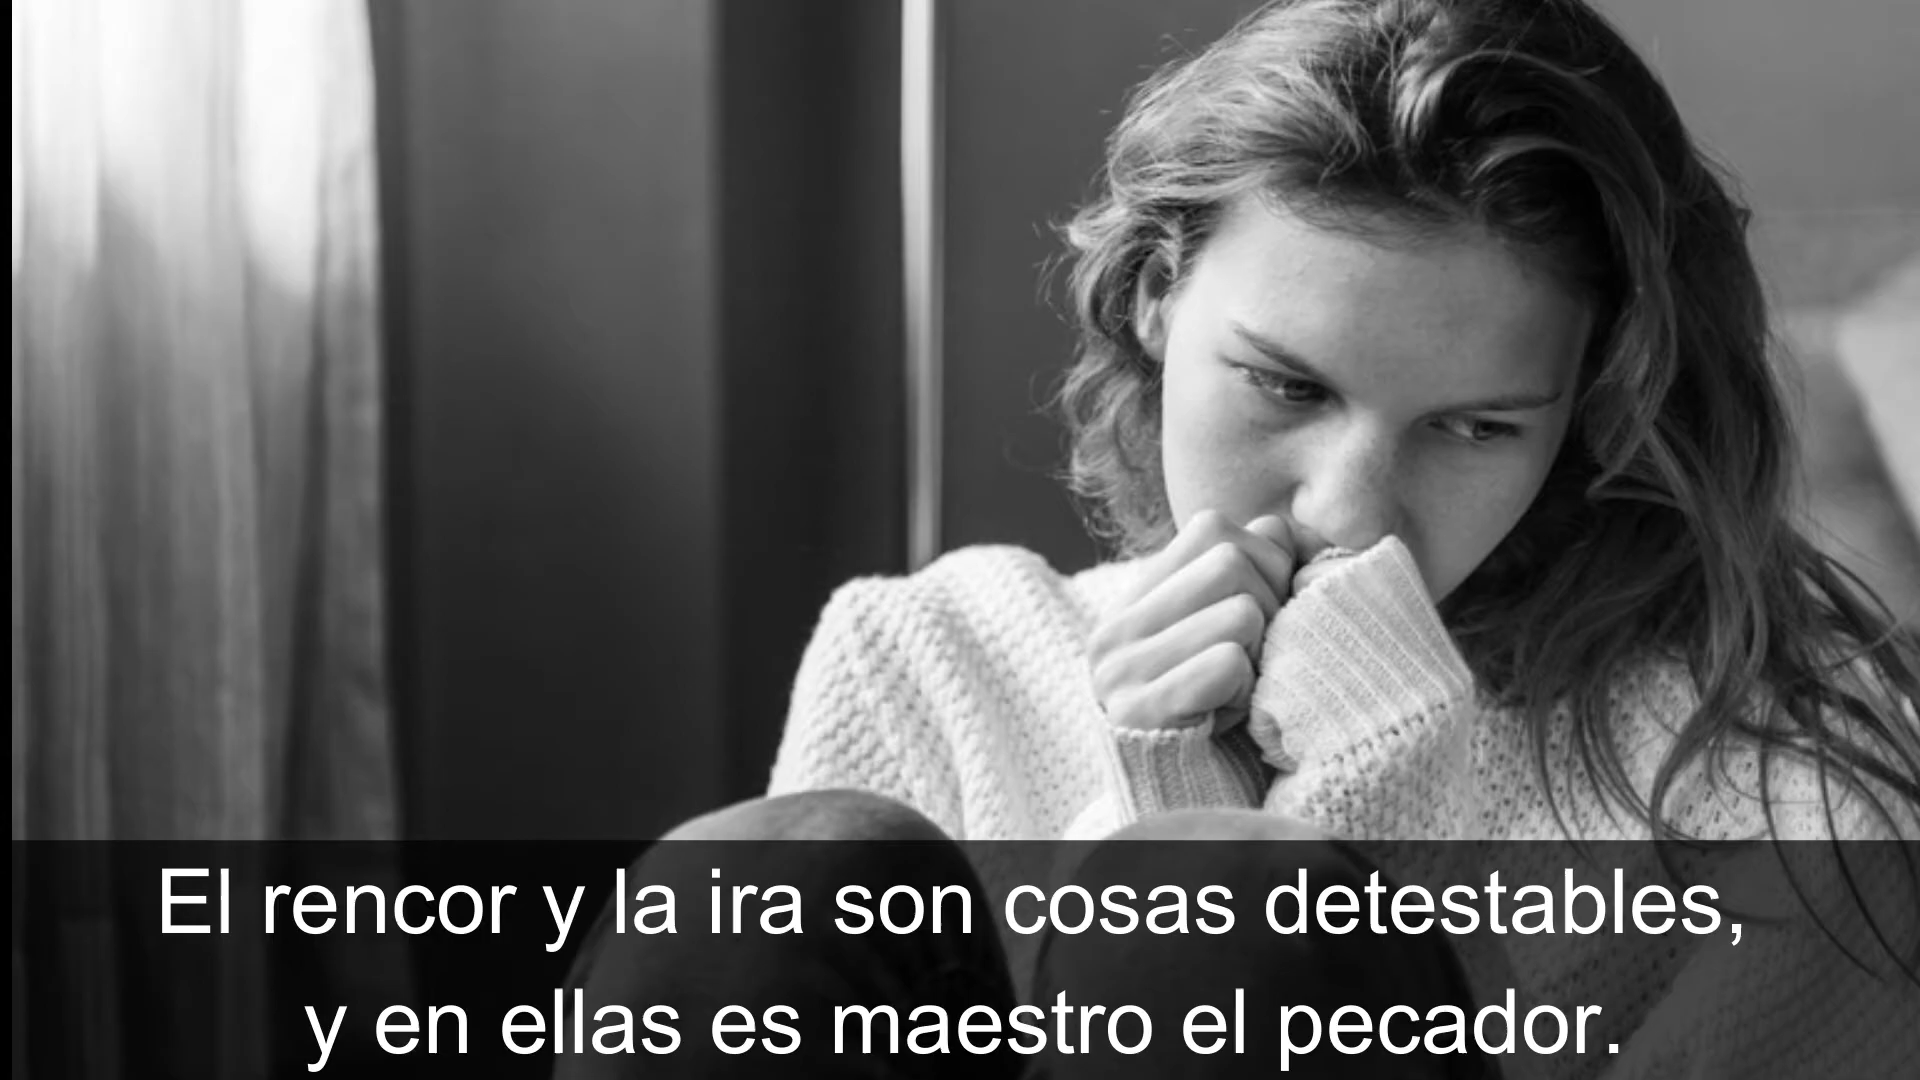 El rencor y la ira son cosas detestables,
y en ellas es maestro el pecador.